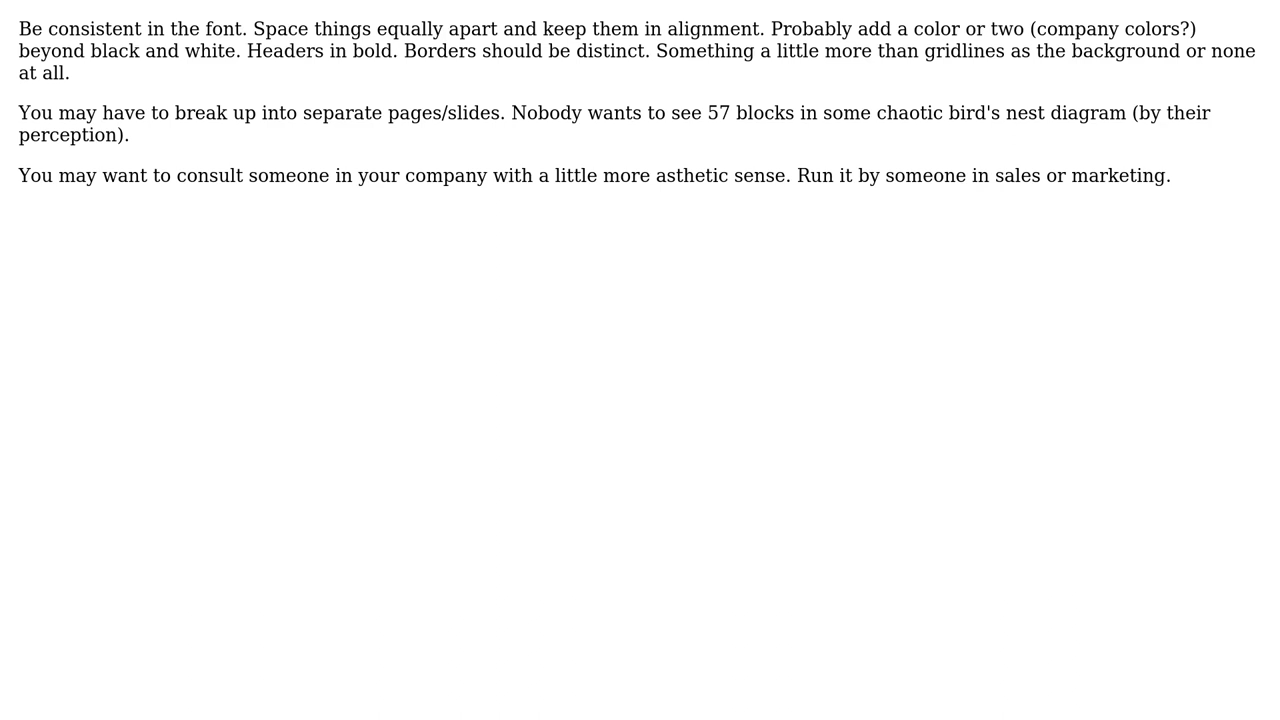 Be consistent in the font. Space things equally apart and keep them in alignment. Probably add a color or two (company colors?)
beyond black and white. Headers in bold. Borders should be distinct. Something a little more than gridlines as the background or none
at all.
You may have to break up into separate pages/slides. Nobody wants to see 57 blocks in some chaotic bird's nest diagram (by their
perception).
You may want to consult someone in your company with a little more asthetic sense. Run it by someone in sales or marketing.